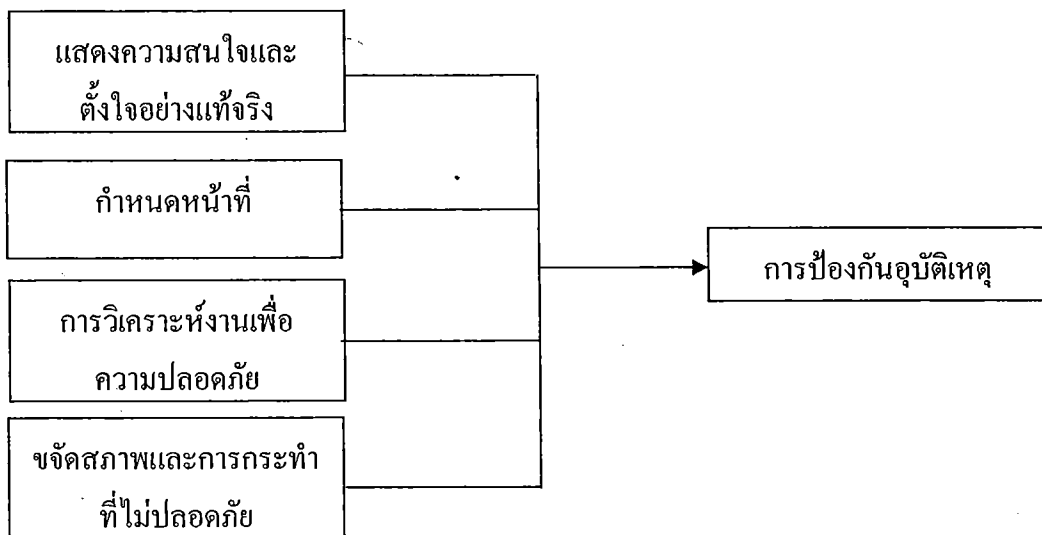 แสดงความสนใจและ
ตั้งใจอย่างแท้จริง
กำหนดหน้าที่
การวิเคราะห์งานเพื่อ
ความปลอดภัย
ขจัดสภาพและการกระทำ
ที่ไม่ปลอดภัย
การป้องกันอุบัติเหตุ